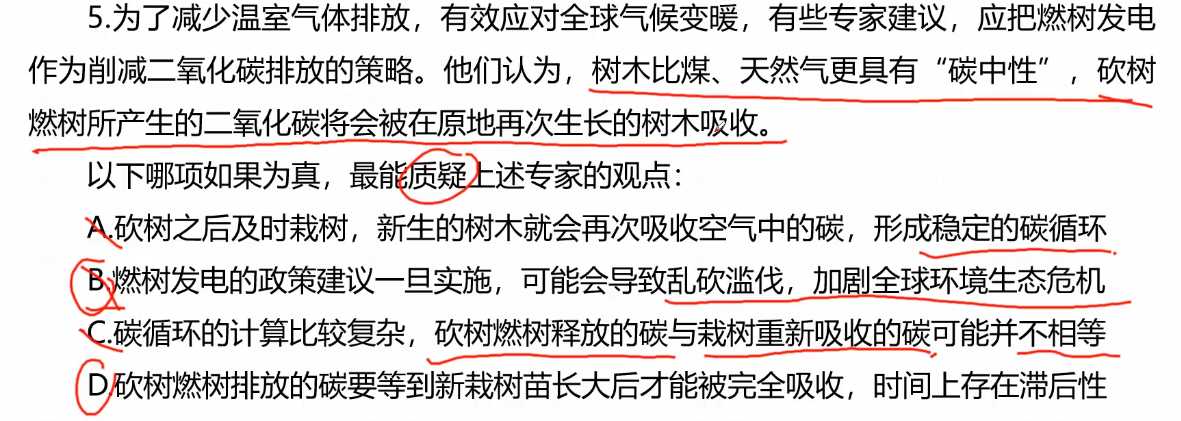 5.为了减少温室气体排放，有效应对全球气候变暖，有些专家建议，应把燃树发电
作为削减二氧化碳排放的策略。他们认为，树木比煤、天然气更具有“碳中性”，砍树
燃树所产生的二氧化碳将会被在原地再次生长的树木吸收。
以下哪项如果为真，最能质疑上述专家的观点：
A.砍树之后及时栽树，新生的树木就会再次吸收空气中的碳，形成稳定的碳循环
B.燃树发电的政策建议一旦实施，可能会导致乱砍滥伐，加剧全球环境生态危机
C.碳循环的计算比较复杂，砍树燃树释放的碳与栽树重新吸收的碳可能并不相等
D.砍树燃树排放的碳要等到新栽树苗长大后才能被完全吸收，时间上存在滞后性